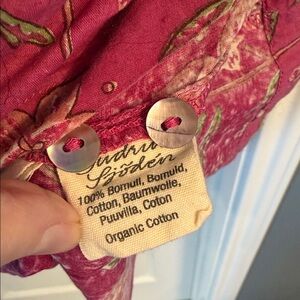 Gudrun
Sjödén
100% Bomull, Bomuld,
Cotton, Baumwolle,
Puuvilla, Coton
Organic Cotton